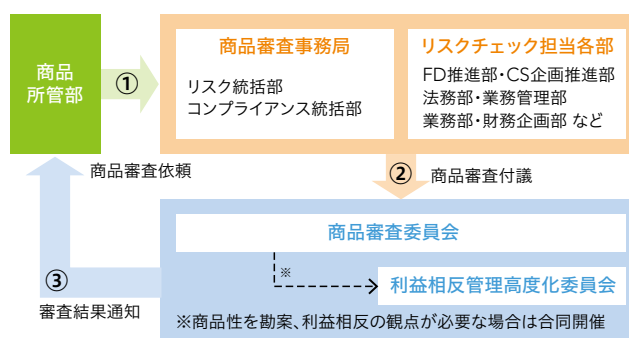 商品
所管部
①
商品審査事務局
リスク統括部
コンプライアンス統括部
リスクチェック担当各部
FD推進部・CS企画推進部
法務部・業務管理部
業務部・財務企画部 など
商品審査依頼
②
商品審査付議
商品審査委員会
※
利益相反管理高度化委員会
③
審査結果通知
※商品性を勘案、利益相反の観点が必要な場合は合同開催